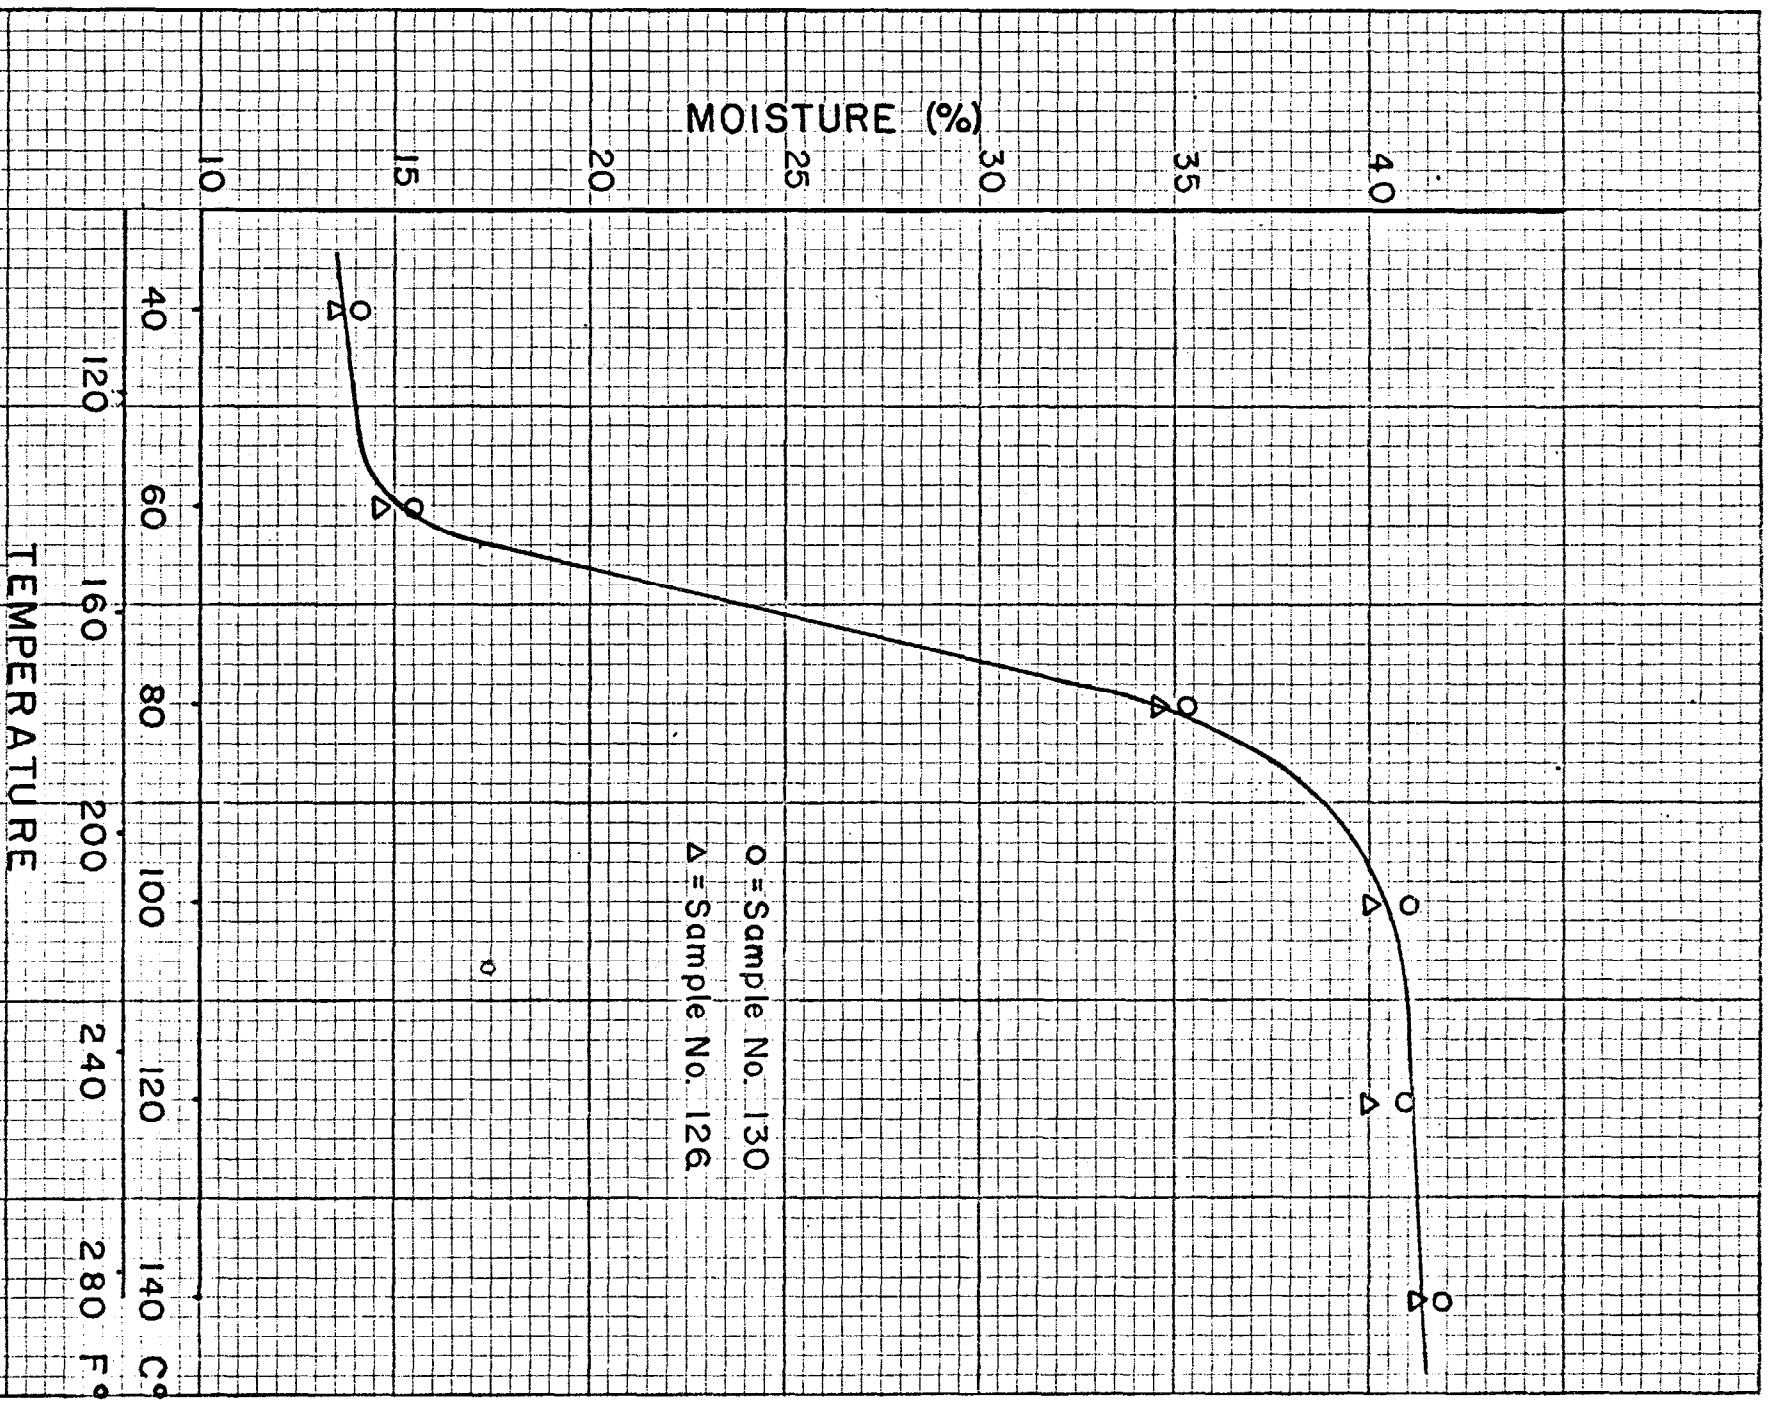 MOISTURE (%)
40
35
30
25
20
15
10
O = Sample No. 130
Δ = Sample No. 126
40 60 80 100 120 140 C°
120 160 200 240 280 F°
TEMPERATURE